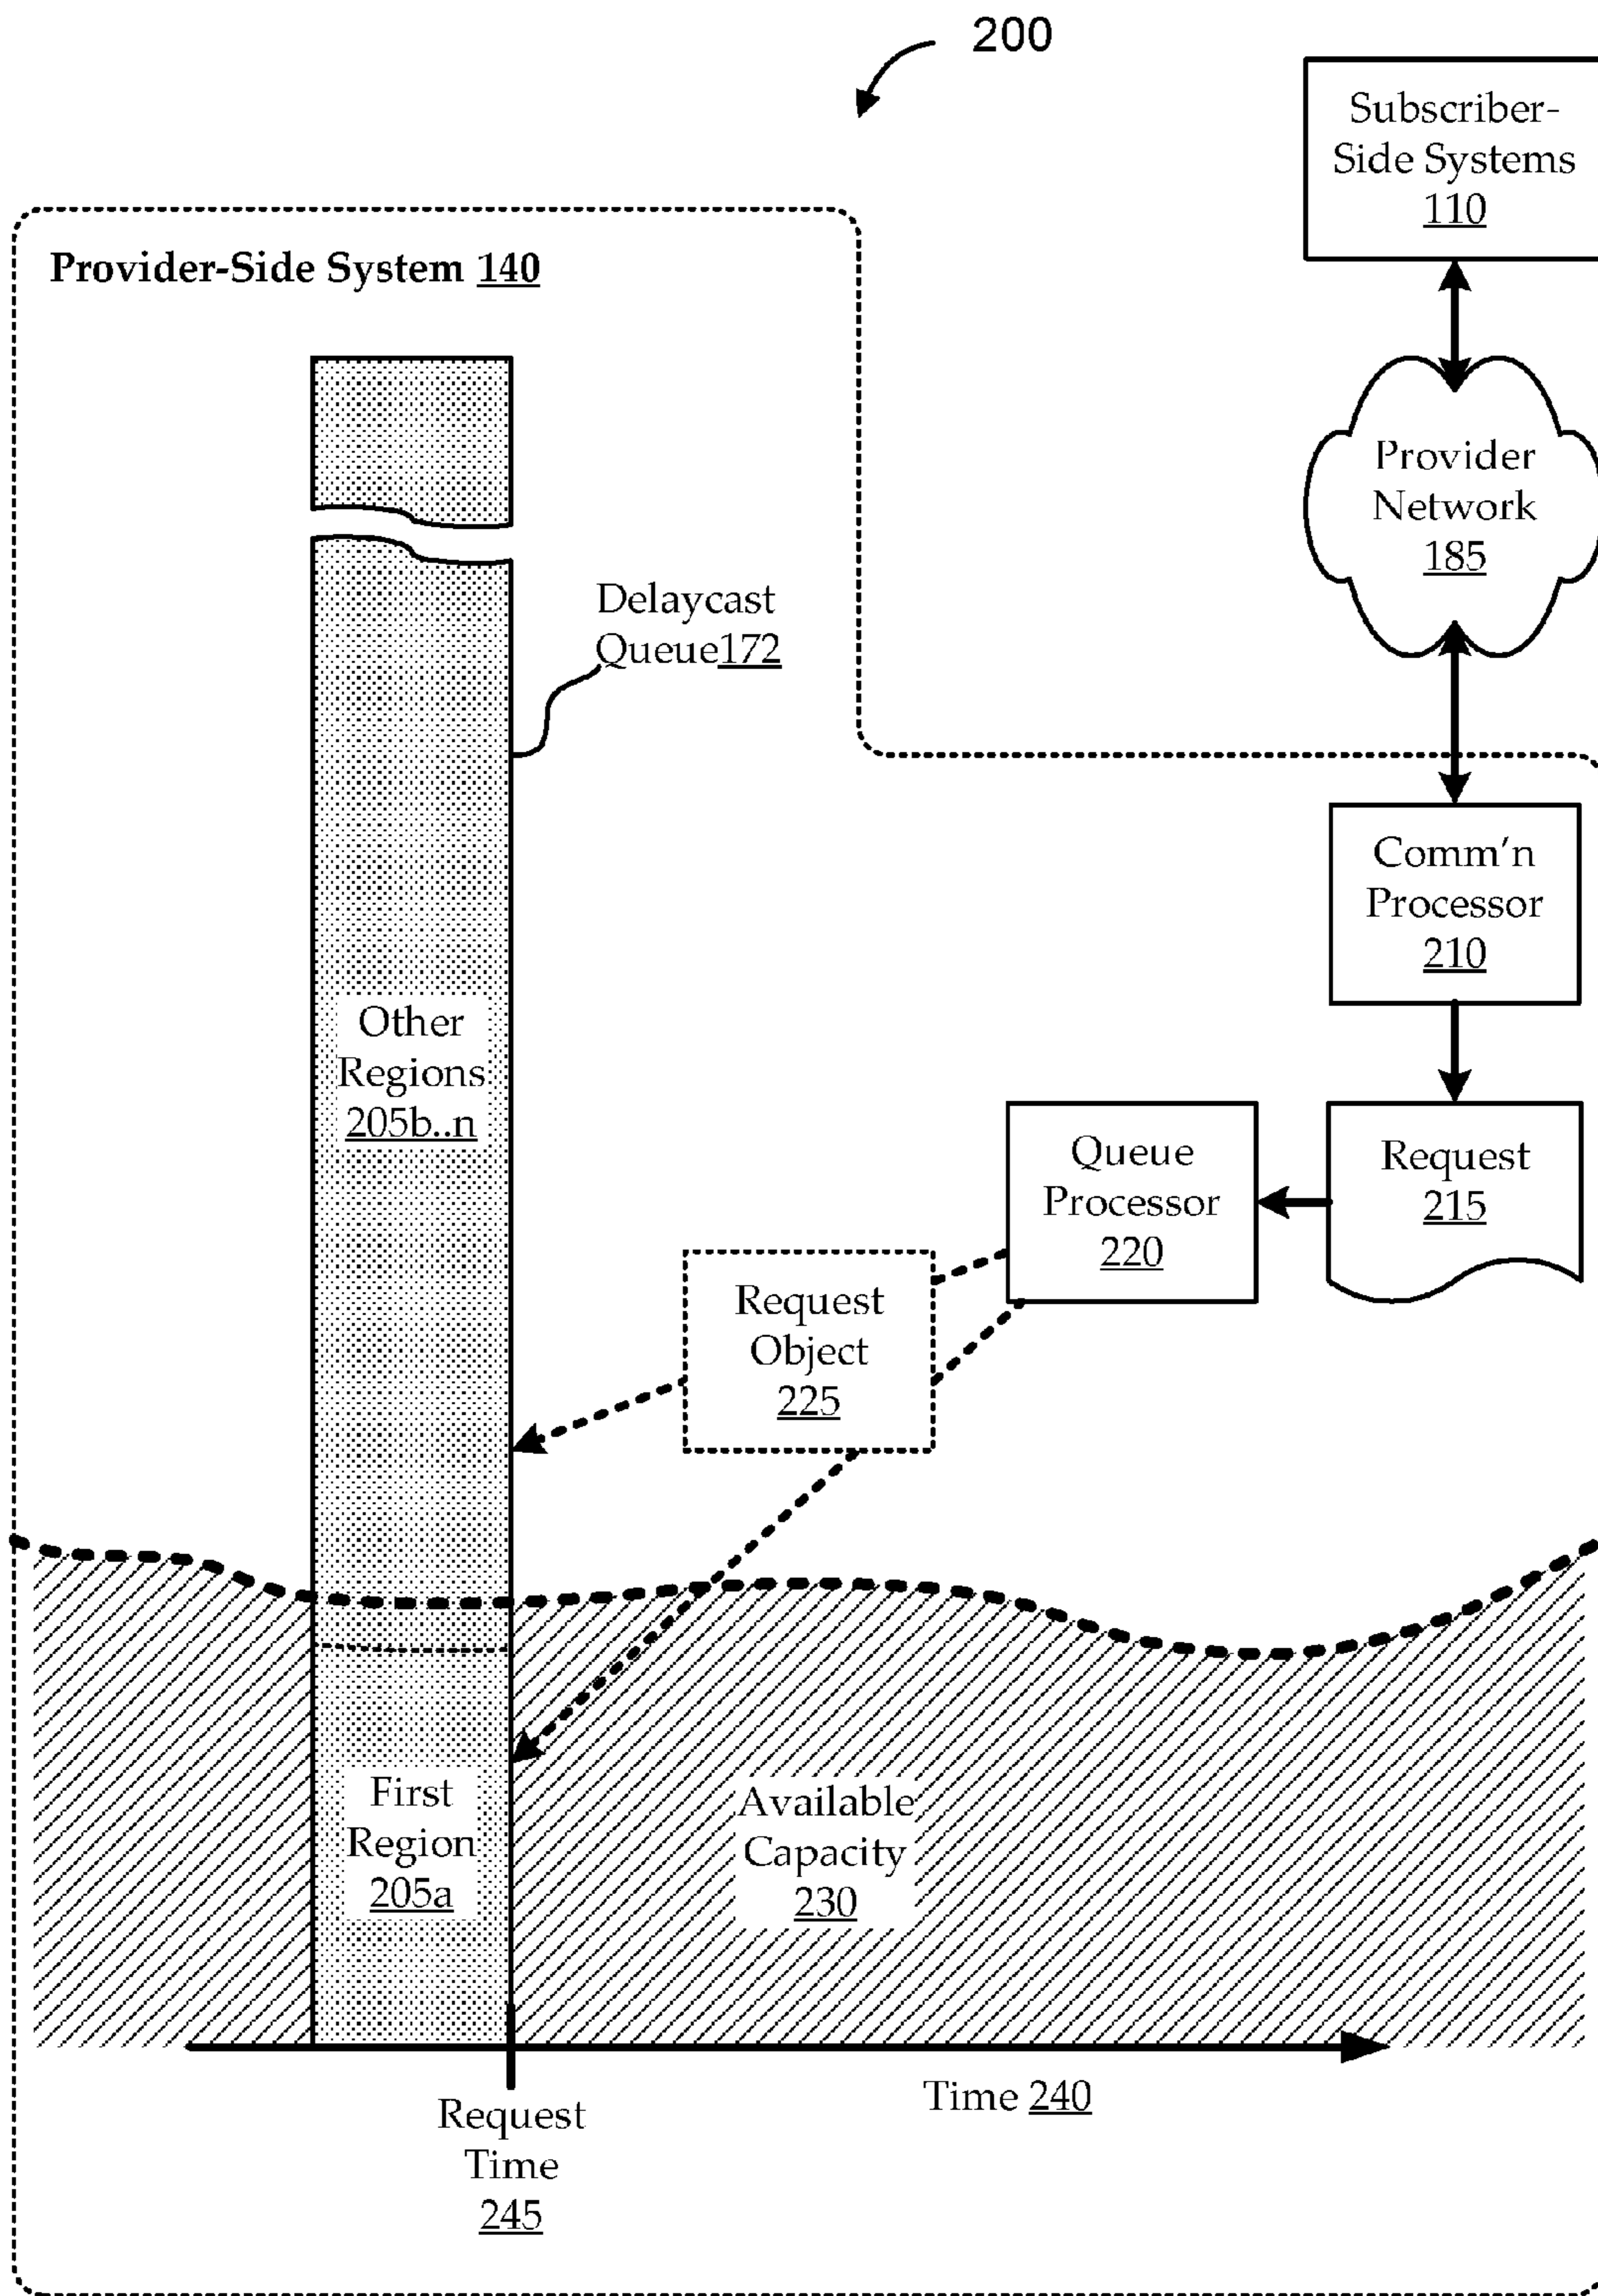 200
Subscriber-
Side Systems
110
Provider-Side System 140
Provider
Network
185
Delaycast
Queue172
Comm'n
Processor
210
Other
Regions
205b..n
Queue
Processor
220
Request
215
Request
Object
225
First
Region
205a
Available
Capacity
230
Time 240
Request
Time
245